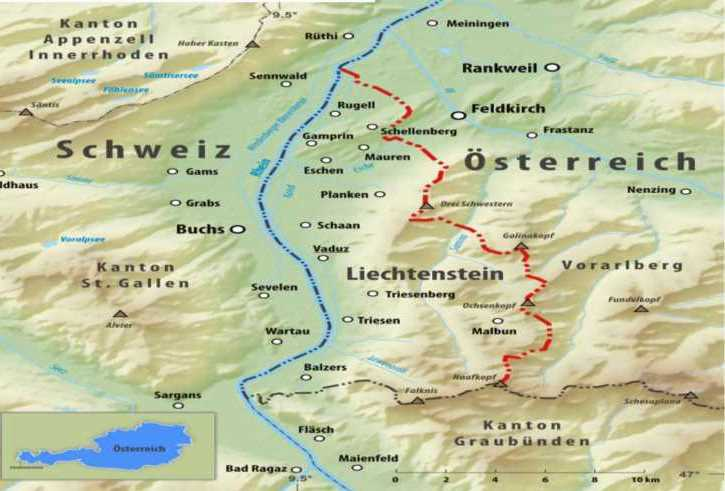 9.5°
Kanton
Appenzell
Innerrhoden
Hoher Kasten
Rüthi
Meiningen
Sennwald
Rankweil
Seealpsee
Sämtisersee
Fählensee
Säntis
Rugell
Feldkirch
Schellenberg
Frastanz
Gamprin
Mauren
Eschen
Schweiz
Österreich
Rhein
Esche
Gams
Planken
Nenzing
Grabs
Drei Schwestern
Buchs
Schaan
Vaduz
Galinakopf
Voralpsee
Kanton
St. Gallen
Liechtenstein
Vorarlberg
Sevelen
Triesenberg
Ochsenkopf
Fundelkopf
Alvier
Triesen
Malbun
Wartau
Balzers
Naafkopf
Falknis
Sargans
Schesaplana
Kanton
Graubünden
Fläsch
Österreich
Maienfeld
Bad Ragaz
9.5°
0 2 4 6 8 10 km
47°